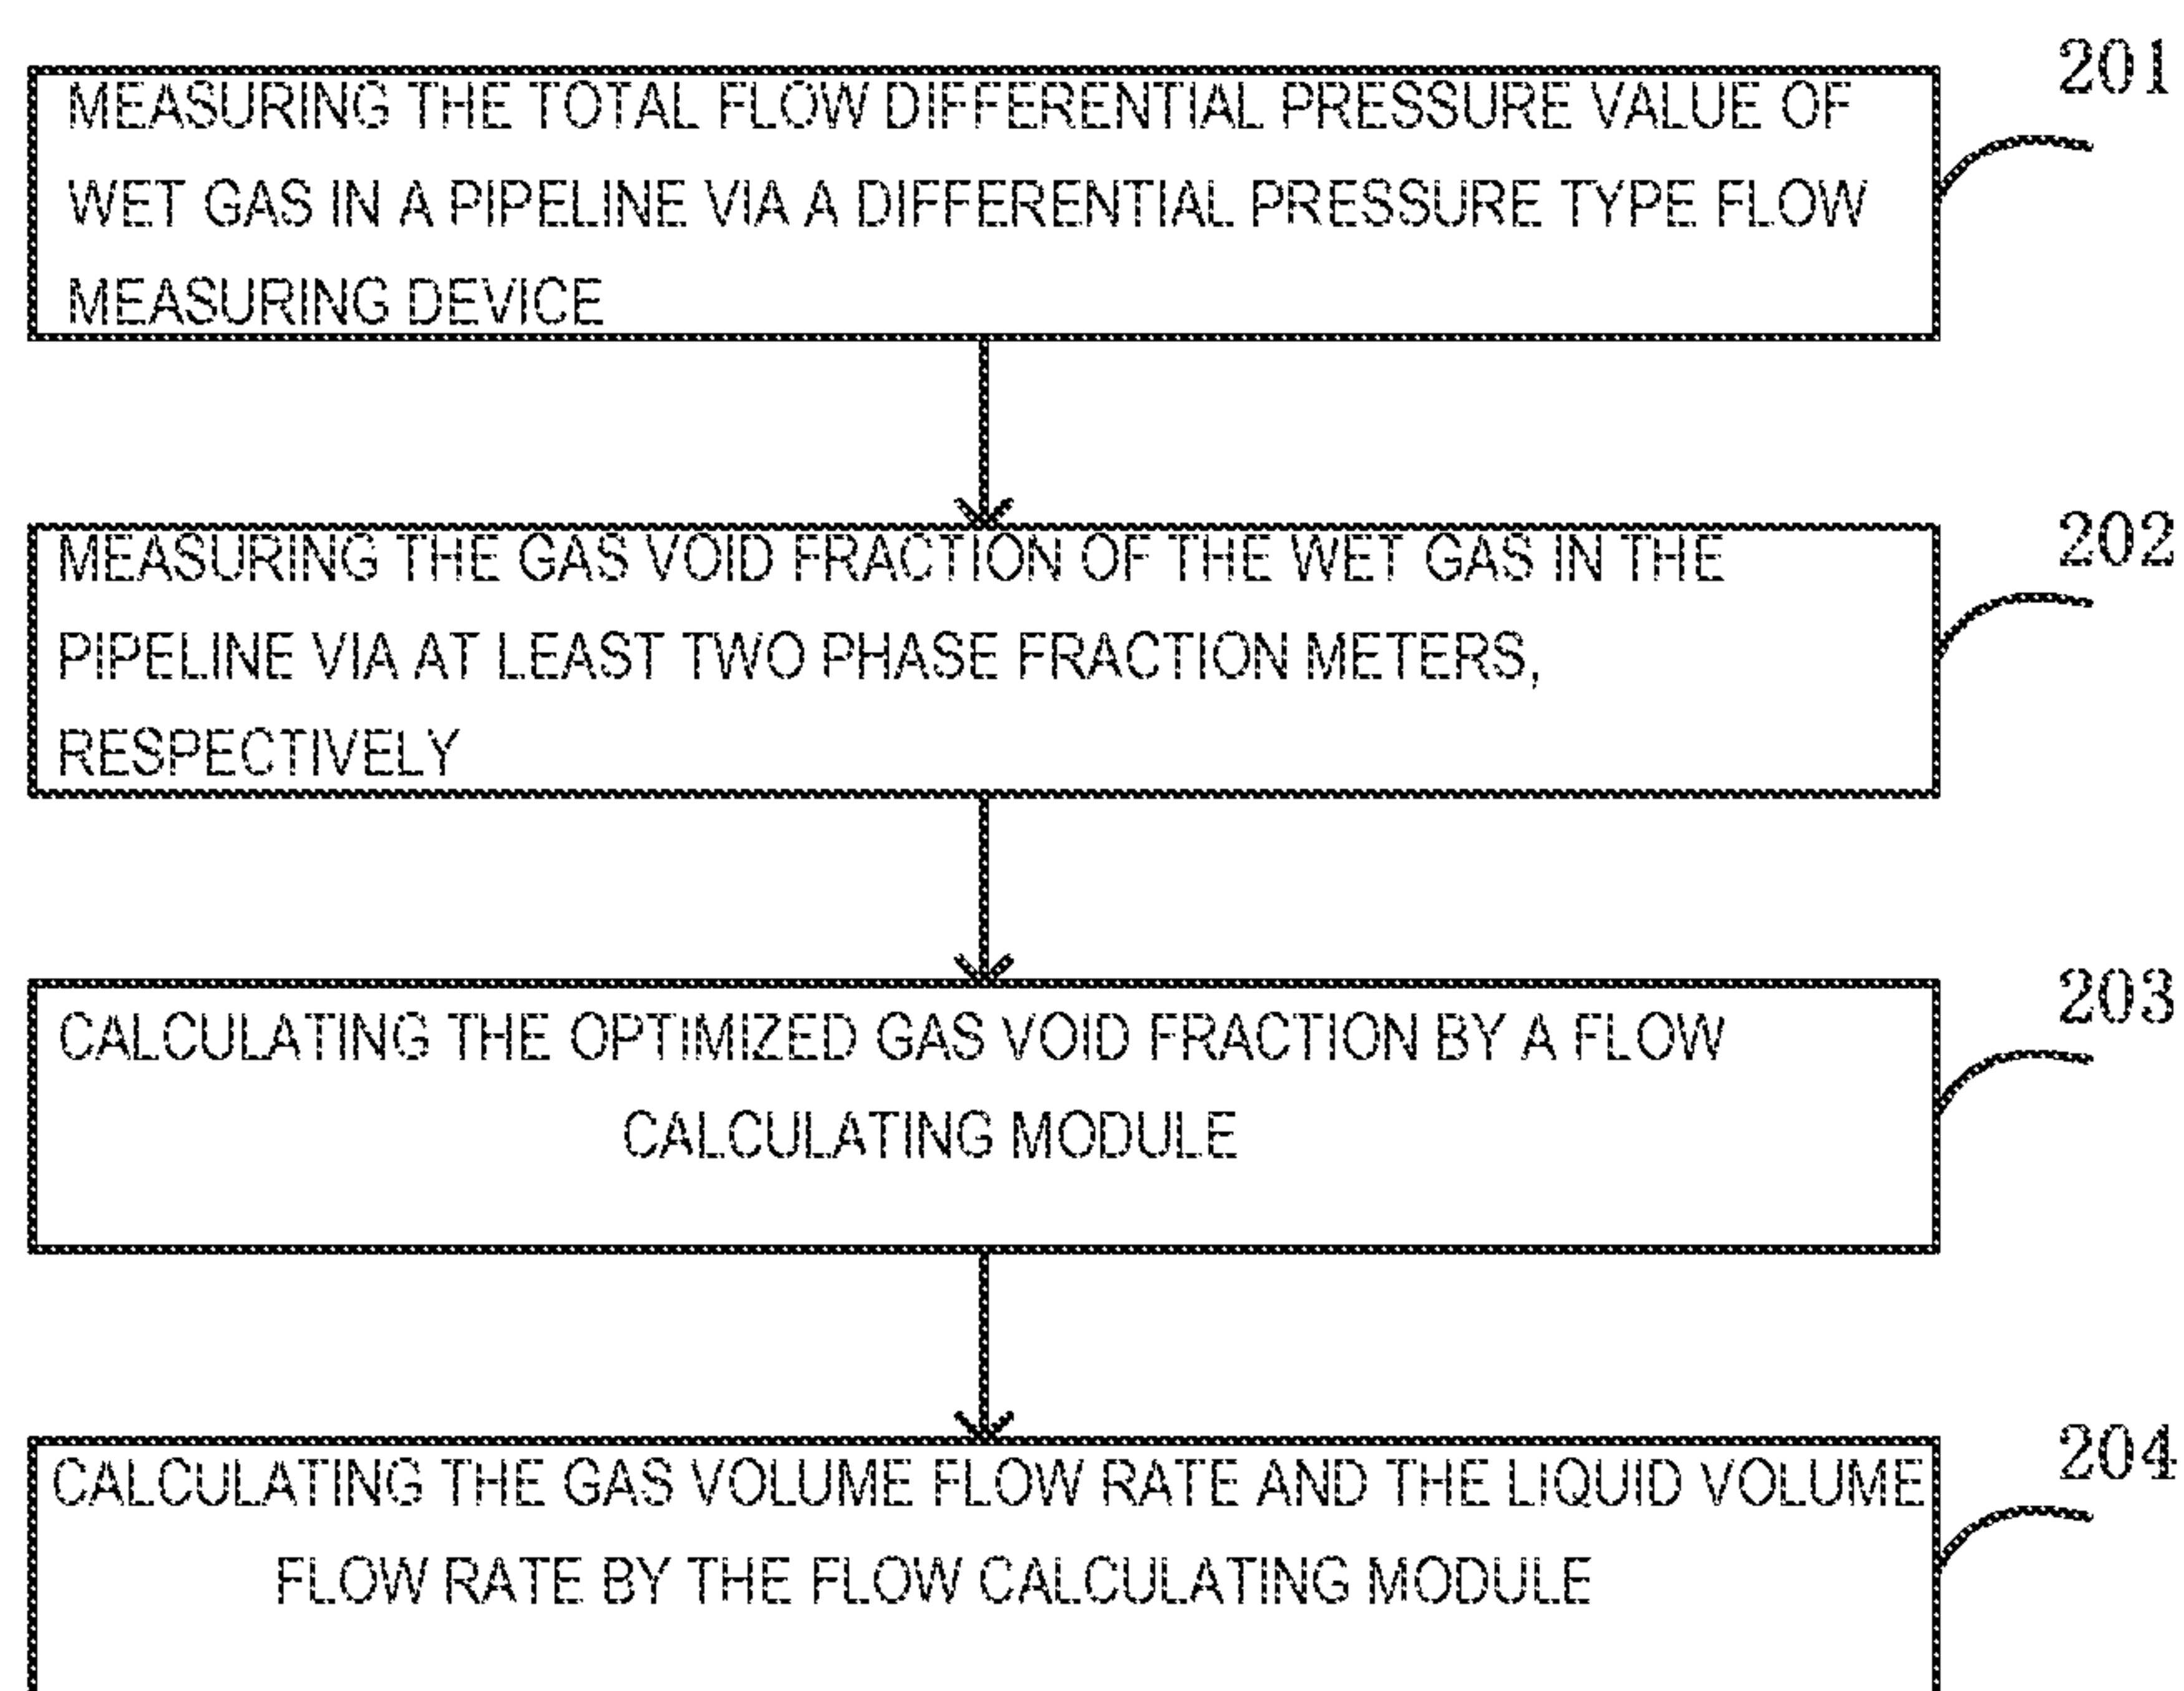 201
MEASURING THE TOTAL FLOW DIFFERENTIAL PRESSURE VALUE OF
WET GAS IN A PIPELINE VIA A DIFFERENTIAL PRESSURE TYPE FLOW
MEASURING DEVICE
202
MEASURING THE GAS VOID FRACTION OF THE WET GAS IN THE
PIPELINE VIA AT LEAST TWO PHASE FRACTION METERS,
RESPECTIVELY
203
CALCULATING THE OPTIMIZED GAS VOID FRACTION BY A FLOW
CALCULATING MODULE
204
CALCULATING THE GAS VOLUME FLOW RATE AND THE LIQUID VOLUME
FLOW RATE BY THE FLOW CALCULATING MODULE